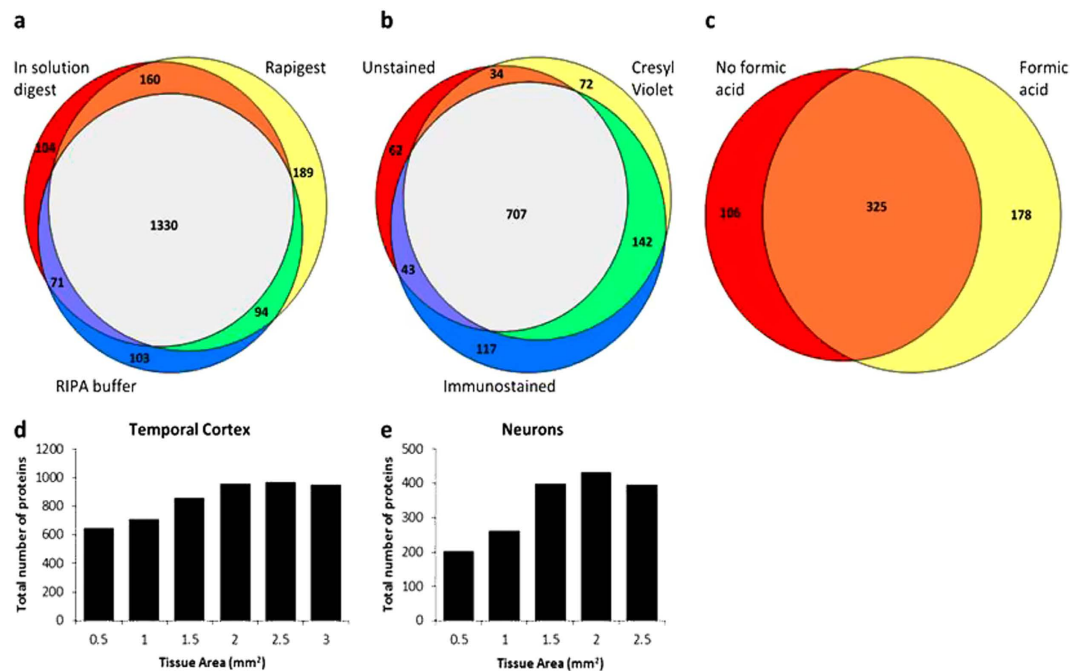 a
In solution
digest
Rapigest
160
104
189
1330
71
94
103
RIPA buffer
b
Unstained
Cresyl
Violet
34
72
62
707
142
43
117
Immunostained
c
No formic
acid
Formic
acid
106
325
178
d
Temporal Cortex
Total number of proteins
1200
1000
800
600
400
200
0
0.5 1 1.5 2 2.5 3
Tissue Area (mm²)
e
Neurons
Total number of proteins
500
400
300
200
100
0
0.5 1 1.5 2 2.5
Tissue Area (mm²)